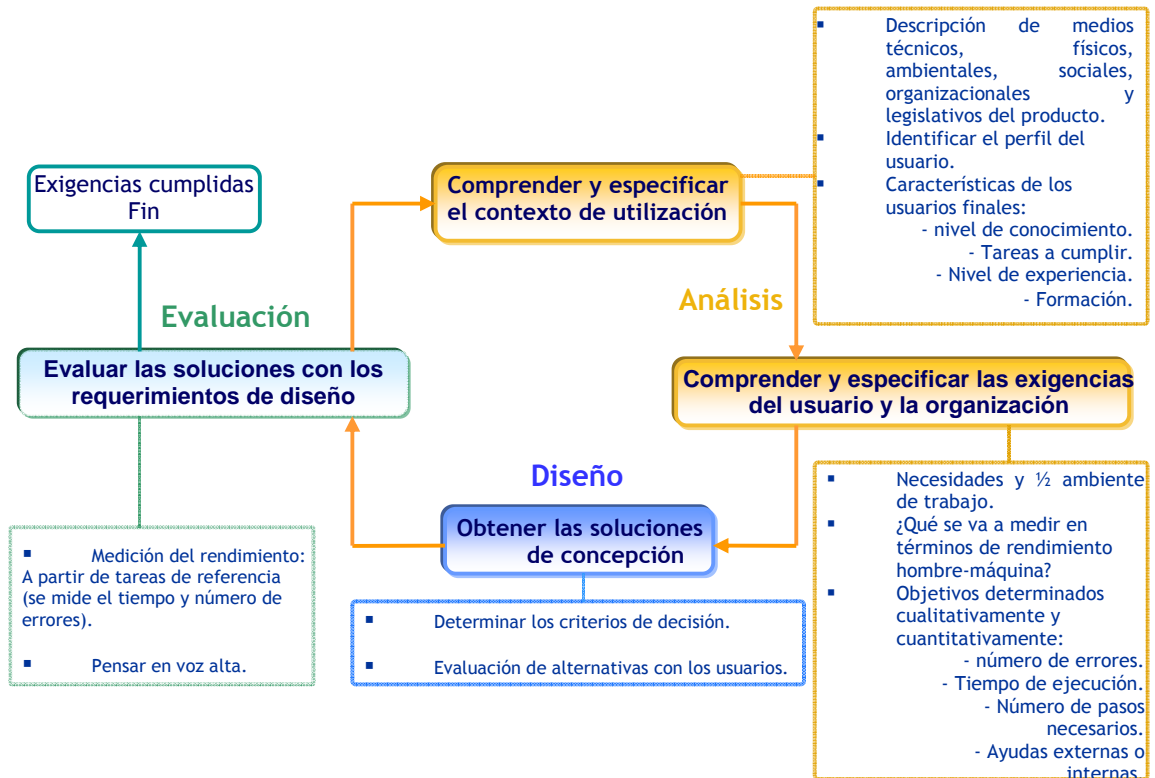 Exigencias cumplidas
Fin
Comprender y especificar
el contexto de utilización
▪ Descripción de medios
técnicos, físicos,
ambientales, sociales,
organizacionales y
legislativos del producto.
▪ Identificar el perfil del
usuario.
▪ Características de los
usuarios finales:
- nivel de conocimiento.
- Tareas a cumplir.
- Nivel de experiencia.
- Formación.
Evaluación
Análisis
Evaluar las soluciones con los
requerimientos de diseño
Comprender y especificar las exigencias
del usuario y la organización
Diseño
Obtener las soluciones
de concepción
▪ Medición del rendimiento:
A partir de tareas de referencia
(se mide el tiempo y número de
errores).
▪ Pensar en voz alta.
▪ Determinar los criterios de decisión.
▪ Evaluación de alternativas con los usuarios.
▪ Necesidades y ½ ambiente
de trabajo.
▪ ¿Qué se va a medir en
términos de rendimiento
hombre-máquina?
▪ Objetivos determinados
cualitativamente y
cuantitativamente:
- número de errores.
- Tiempo de ejecución.
- Número de pasos
necesarios.
- Ayudas externas o
internas.